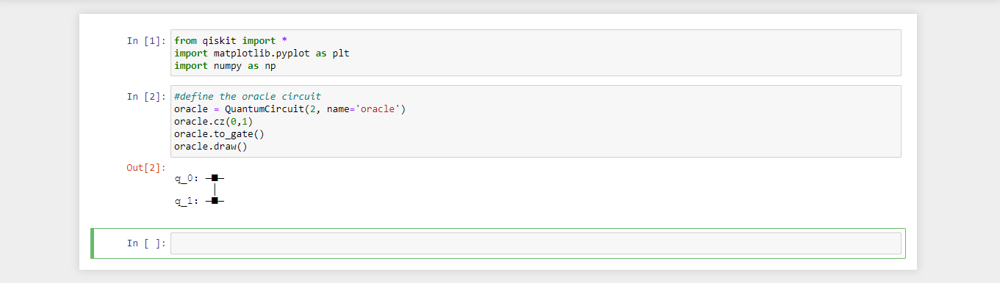 In [1]: from qiskit import *
import matplotlib.pyplot as plt
import numpy as np
In [2]: #define the oracle circuit
oracle = QuantumCircuit(2, name='oracle')
oracle.cz(0,1)
oracle.to_gate()
oracle.draw()
Out[2]:
q_0: ─■─
q_1: ─■─
In [ ]: